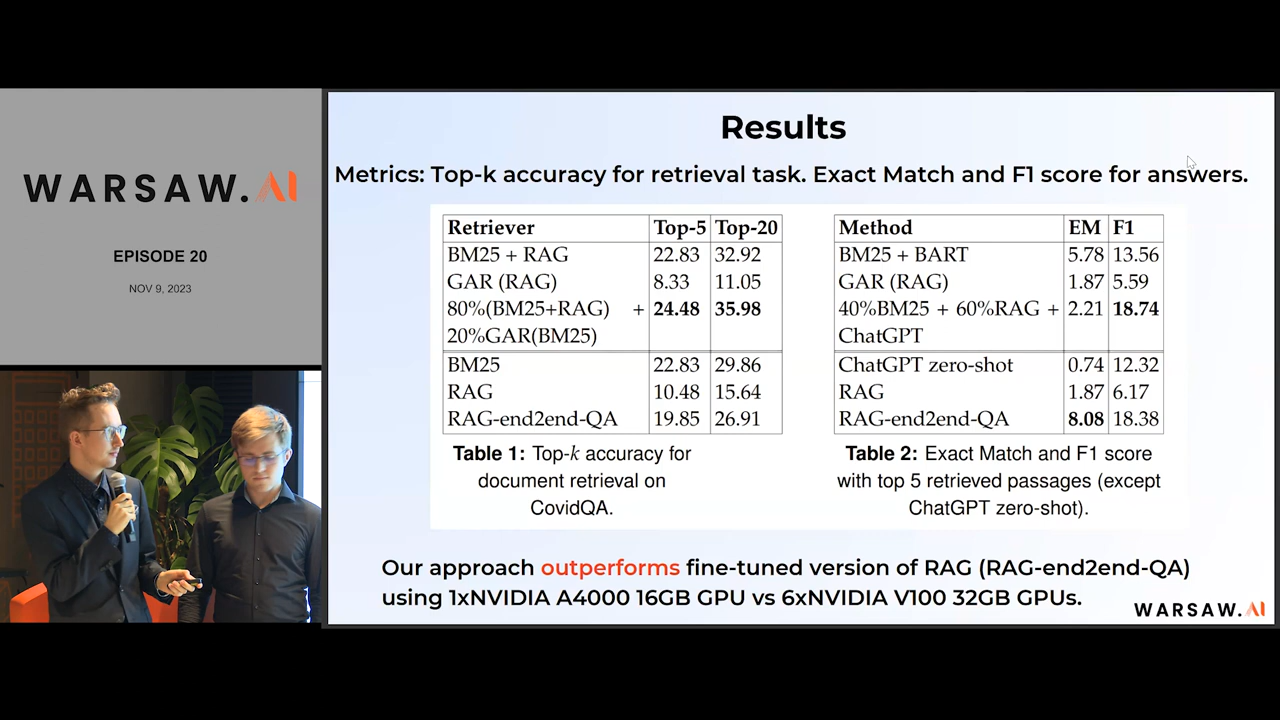 WARSAW.AI
EPISODE 20
NOV 9, 2023
Results
Metrics: Top-k accuracy for retrieval task. Exact Match and F1 score for answers.
Retriever Top-5 Top-20
BM25 + RAG 22.83 32.92
GAR (RAG) 8.33 11.05
80%(BM25+RAG) + 24.48 35.98
20%GAR(BM25)
BM25 22.83 29.86
RAG 10.48 15.64
RAG-end2end-QA 19.85 26.91
Table 1: Top-k accuracy for
document retrieval on
CovidQA.
Method EM F1
BM25 + BART 5.78 13.56
GAR (RAG) 1.87 5.59
40%BM25 + 60%RAG + 2.21 18.74
ChatGPT
ChatGPT zero-shot 0.74 12.32
RAG 1.87 6.17
RAG-end2end-QA 8.08 18.38
Table 2: Exact Match and F1 score
with top 5 retrieved passages (except
ChatGPT zero-shot).
Our approach outperforms fine-tuned version of RAG (RAG-end2end-QA)
using 1xNVIDIA A4000 16GB GPU vs 6xNVIDIA V100 32GB GPUs.
WARSAW.AI